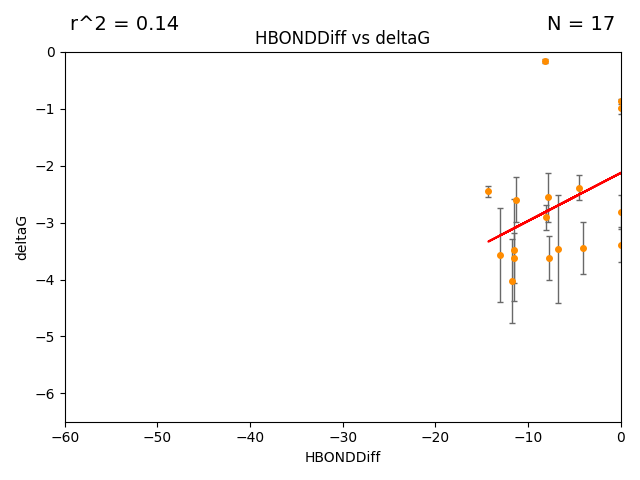 r^2 = 0.14
N = 17
HBONDDiff vs deltaG
0
−1
−2
−3
−4
−5
−6
deltaG
−60
−50
−40
−30
−20
−10
0
HBONDDiff